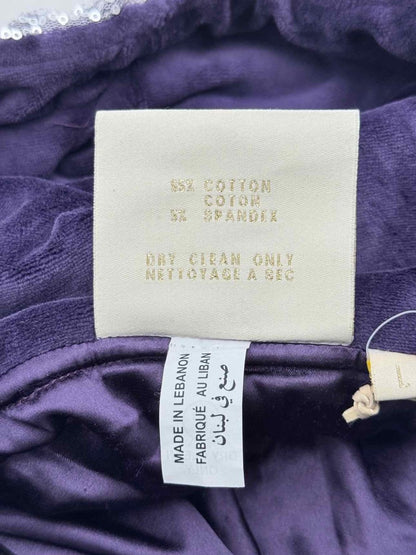 95% COTTON
COTON
5% SPANDEX
DRY CLEAN ONLY
NETTOYAGE A SEC
MADE IN LEBANON
FABRIQUÉ AU LIBAN
صنع في لبنان